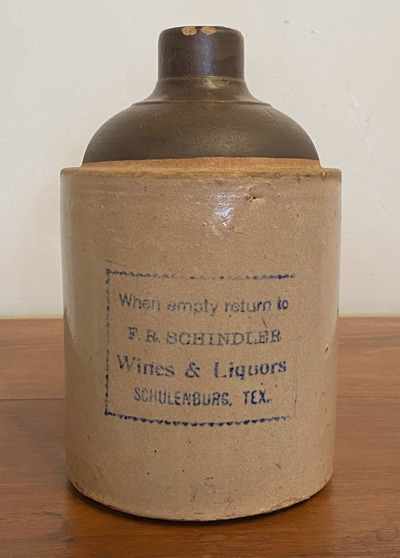 When empty return to
F. R. SCHINDLER
Wines & Liquors
SCHULENBURG, TEX.